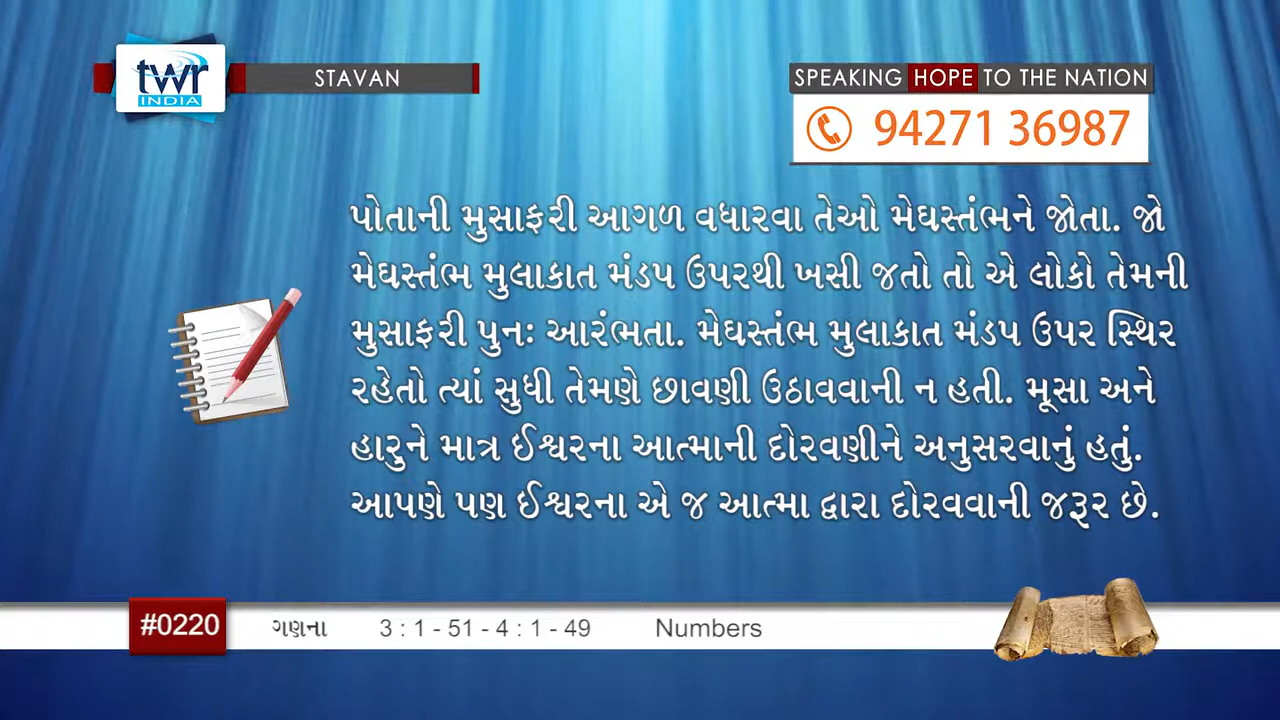 twr
INDIA
STAVAN
SPEAKING HOPE TO THE NATION
94271 36987
પોતાની મુસાફરી આગળ વધારવા તેઓ મેઘસ્તંભને જોતા. જો
મેઘસ્તંભ મુલાકાત મંડપ ઉપરથી ખસી જતો તો એ લોકો તેમની
મુસાફરી પુનઃ આરંભતા. મેઘસ્તંભ મુલાકાત મંડપ ઉપર સ્થિર
રહેતો ત્યાં સુધી તેમણે છાવણી ઉઠાવવાની ન હતી. મૂસા અને
હારુને માત્ર ઈશ્વરના આત્માની દોરવણીને અનુસરવાનું હતું.
આપણે પણ ઈશ્વરના એ જ આત્મા દ્વારા દોરવવાની જરૂર છે.
#0220 ગણના 3 : 1 - 51 - 4 : 1 - 49 Numbers